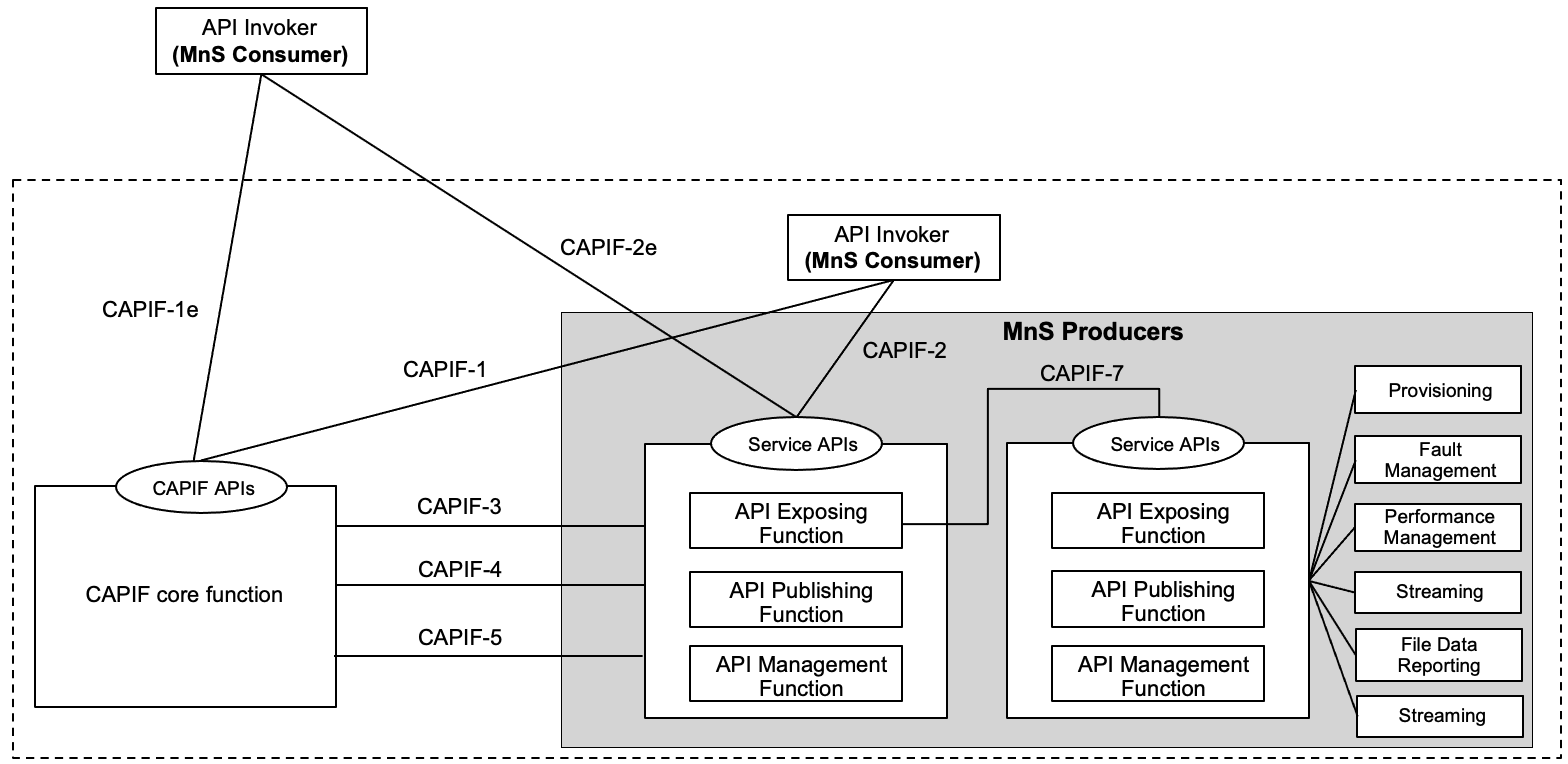 API Invoker
(MnS Consumer)
CAPIF-2e
API Invoker
(MnS Consumer)
CAPIF-1e
CAPIF-1
CAPIF-2
MnS Producers
CAPIF-7
Provisioning
Fault
Management
Performance
Management
Streaming
File Data
Reporting
Streaming
CAPIF APIs
CAPIF core function
CAPIF-3
CAPIF-4
CAPIF-5
Service APIs
API Exposing
Function
API Publishing
Function
API Management
Function
Service APIs
API Exposing
Function
API Publishing
Function
API Management
Function